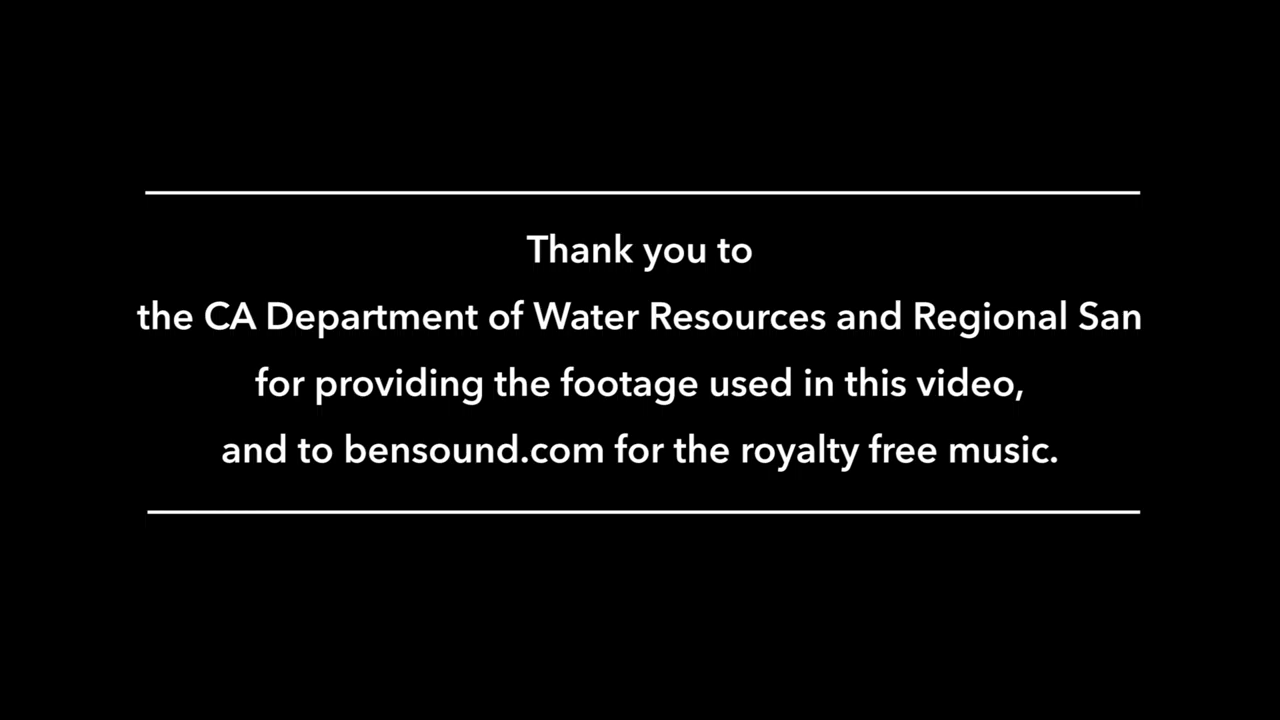 Thank you to
the CA Department of Water Resources and Regional San
for providing the footage used in this video,
and to bensound.com for the royalty free music.